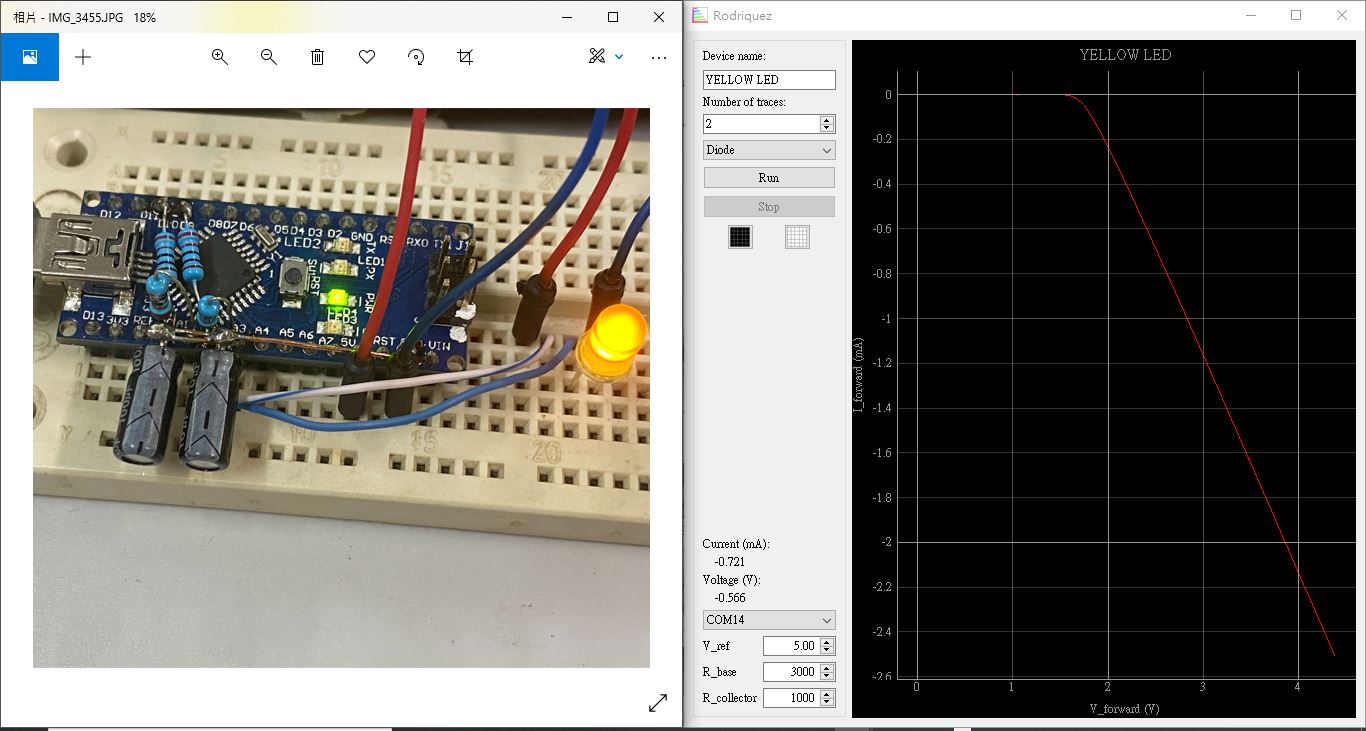 相片 - IMG_3455.JPG 18%
5
10
15
20
D12
D8
D7
D6
D5
D4
D3
D2
GND
RX0
J1
LED2
TX
LED1
RST
PWR
LED4
LED3
D13
3V3
A3
A4
A5
A6
A7
5V
RST
VIN
10
15
20
Rodriquez
Device name:
YELLOW LED
Number of traces:
2
Diode
Run
Stop
Current (mA):
-0.721
Voltage (V):
-0.566
COM14
V_ref 5.00
R_base 3000
R_collector 1000
YELLOW LED
0
-0.2
-0.4
-0.6
-0.8
-1
-1.2
-1.4
-1.6
-1.8
-2
-2.2
-2.4
-2.6
I_forward (mA)
0 1 2 3 4
V_forward (V)